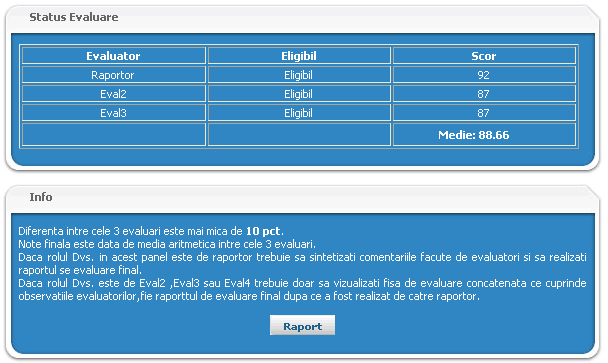 Status Evaluare
Evaluator Eligibil Scor
Raportor Eligibil 92
Eval2 Eligibil 87
Eval3 Eligibil 87
Medie: 88.66
Info
Diferenta intre cele 3 evaluari este mai mica de 10 pct.
Note finala este data de media aritmetica intre cele 3 evaluari.
Daca rolul Dvs. in acest panel este de raportor trebuie sa sintetizati comentariile facute de evaluatori si sa realizati
raportul se evaluare final.
Daca rolul Dvs. este de Eval2 ,Eval3 sau Eval4 trebuie doar sa vizualizati fisa de evaluare concatenata ce cuprinde
observatiile evaluatorilor,fie raporttul de evaluare final dupa ce a fost realizat de catre raportor.
Raport